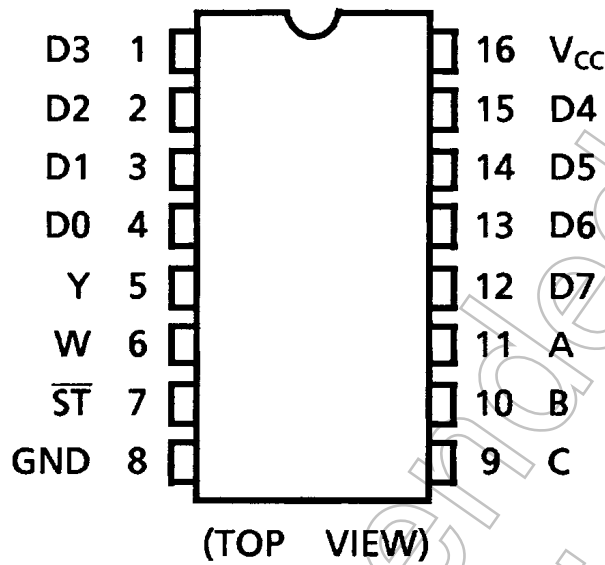 D3 1 16 VCC
D2 2 15 D4
D1 3 14 D5
D0 4 13 D6
Y 5 12 D7
W 6 11 A
S̅T̅ 7 10 B
GND 8 9 C
(TOP VIEW)